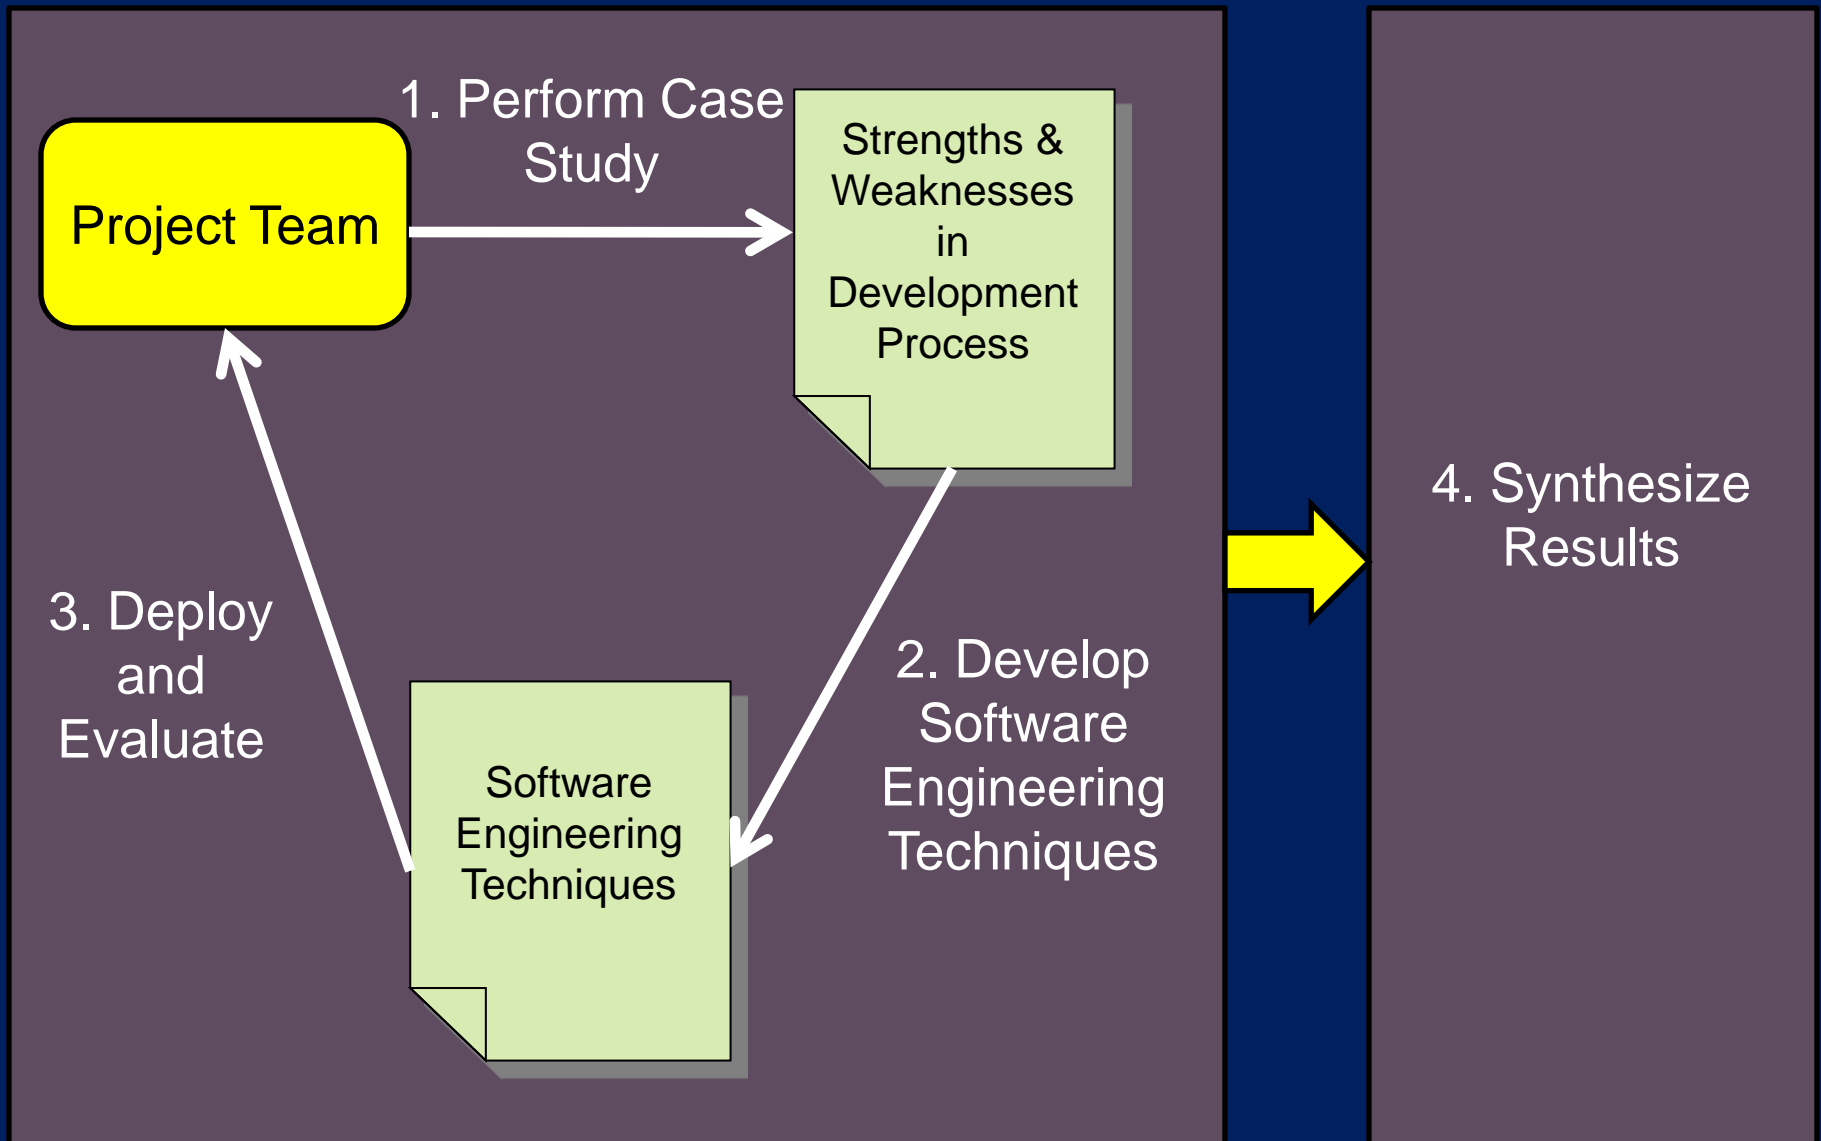 1. Perform Case
Study
Project Team
Strengths &
Weaknesses
in
Development
Process
2. Develop
Software
Engineering
Techniques
Software
Engineering
Techniques
3. Deploy
and
Evaluate
4. Synthesize
Results